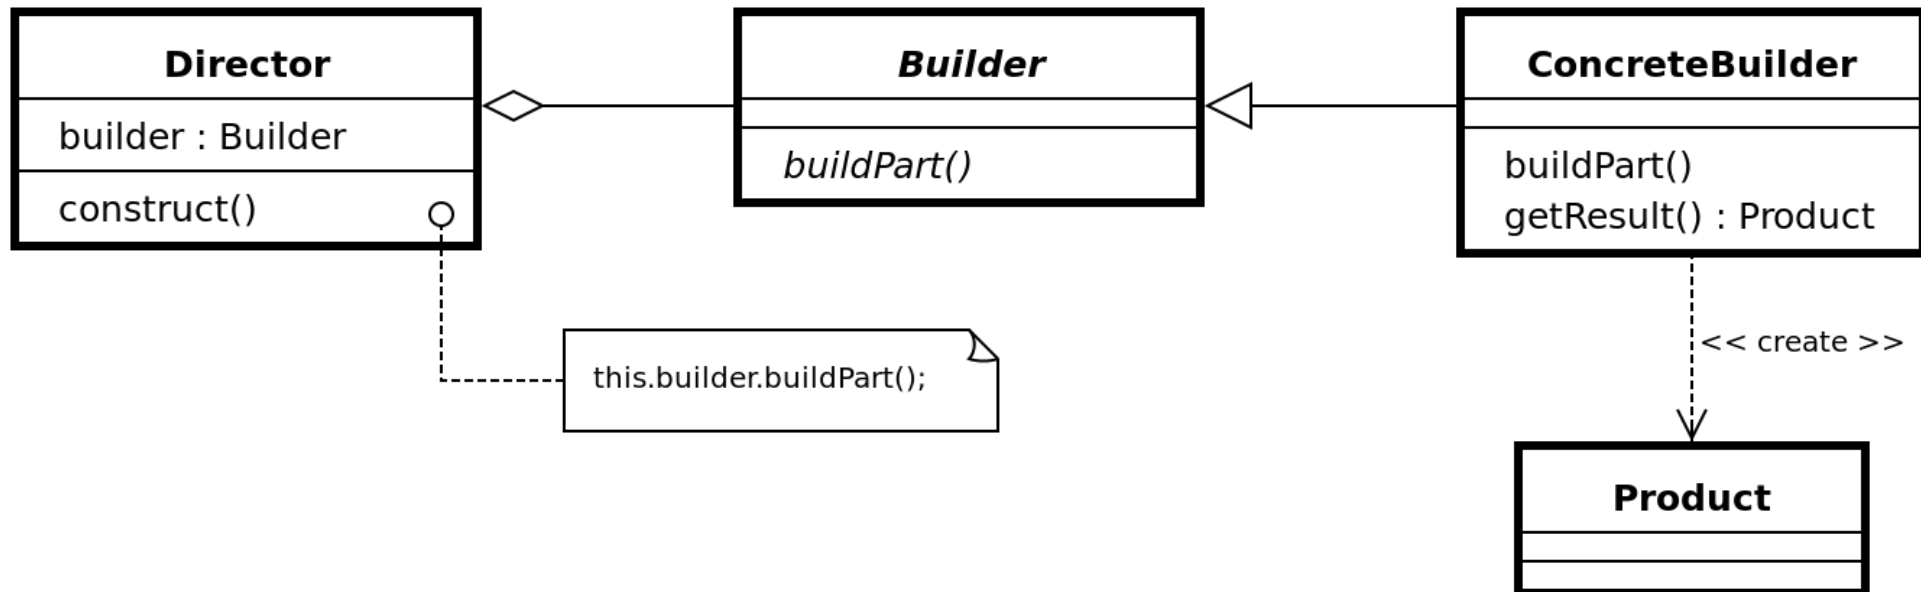 Director
builder : Builder
construct()
Builder
buildPart()
ConcreteBuilder
buildPart()
getResult() : Product
this.builder.buildPart();
<< create >>
Product